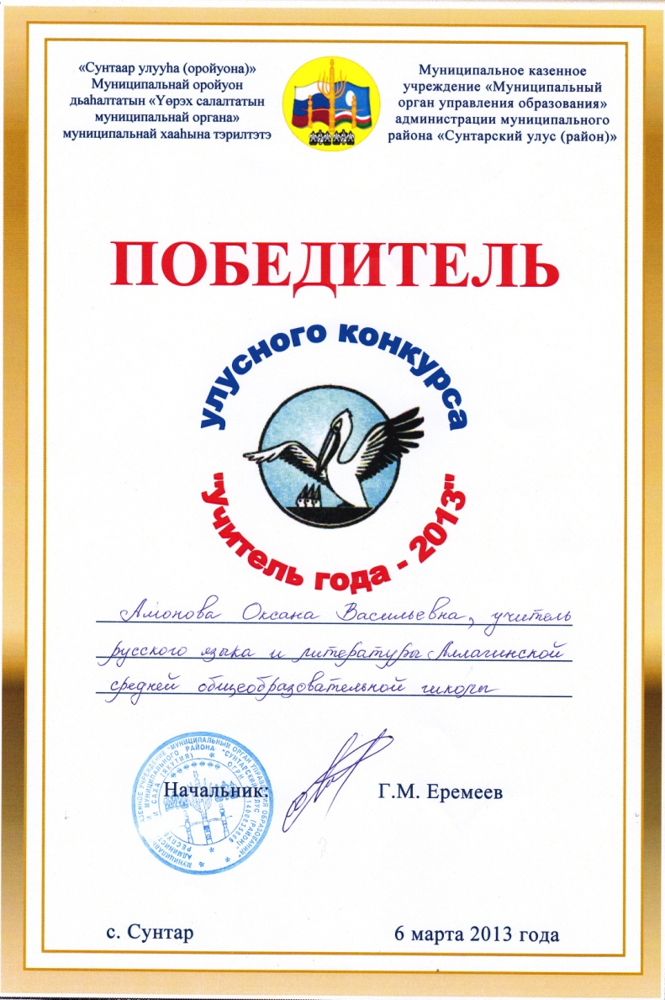 «Сунтаар улууһа (оройуона)»
Муниципальнай оройуон
дьаһалтатын «Үөрэх салалтатын
муниципальнай органа»
муниципальнай хааһына тэрилтэтэ
Муниципальное казенное
учреждение «Муниципальный
орган управления образования»
администрации муниципального
района «Сунтарский улус (район)»
ПОБЕДИТЕЛЬ
улусного конкурса
"учитель года - 2013"
Амонова Оксана Васильевна, учитель
русского языка и литературы Аллагинской
средней общеобразовательной школы
Начальник:
Г.М. Еремеев
с. Сунтар
6 марта 2013 года